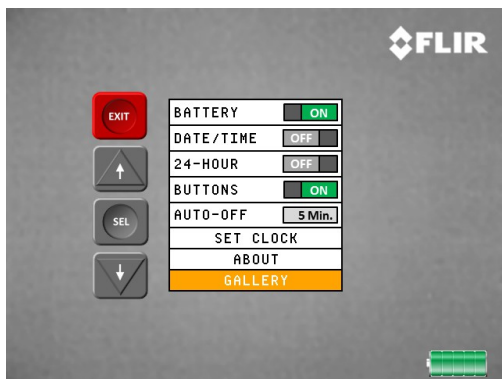 FLIR
EXIT
BATTERY ON
DATE/TIME OFF
24-HOUR OFF
BUTTONS ON
SEL
AUTO-OFF 5 Min.
SET CLOCK
ABOUT
GALLERY